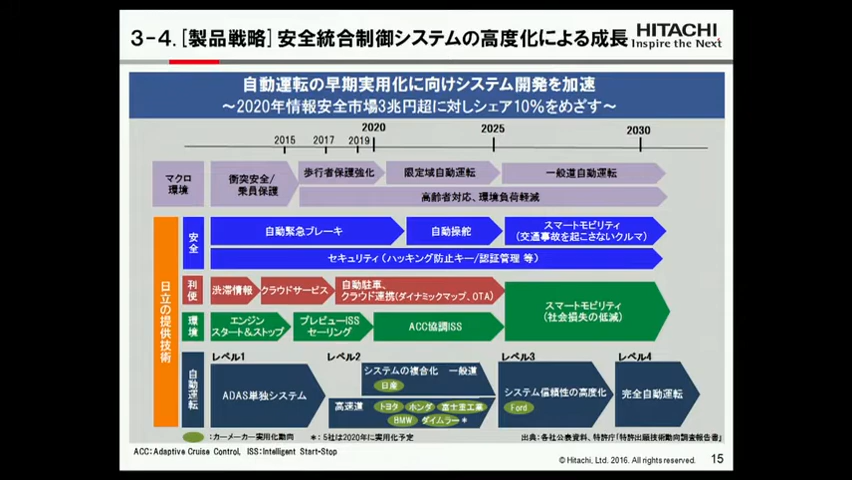 3-4. [製品戦略] 安全統合制御システムの高度化による成長
HITACHI
Inspire the Next
自動運転の早期実用化に向けシステム開発を加速
～2020年情報安全市場3兆円超に対しシェア10%をめざす～
2015
2017
2019
2020
2025
2030
マクロ
環境
衝突安全/
乗員保護
歩行者保護強化
限定域自動運転
一般道自動運転
高齢者対応、環境負荷軽減
日立の提供技術
安全
自動緊急ブレーキ
自動操舵
スマートモビリティ
(交通事故を起こさないクルマ)
セキュリティ(ハッキング防止キー/認証管理 等)
利便
渋滞情報
クラウドサービス
自動駐車、
クラウド連携(ダイナミックマップ、OTA)
スマートモビリティ
(社会損失の低減)
環境
エンジン
スタート&ストップ
プレビューISS
セーリング
ACC協調ISS
自動運転
レベル1
ADAS単独システム
レベル2
システムの複合化 一般道
日産
高速道
トヨタ
ホンダ
富士重工業
BMW
ダイムラー*
レベル3
システム信頼性の高度化
Ford
レベル4
完全自動運転
:カーメーカー実用化動向
*:5社は2020年に実用化予定
出典:各社公表資料、特許庁「特許出願技術動向調査報告書」
ACC:Adaptive Cruise Control, ISS:Intelligent Start-Stop
© Hitachi, Ltd. 2016. All rights reserved.
15